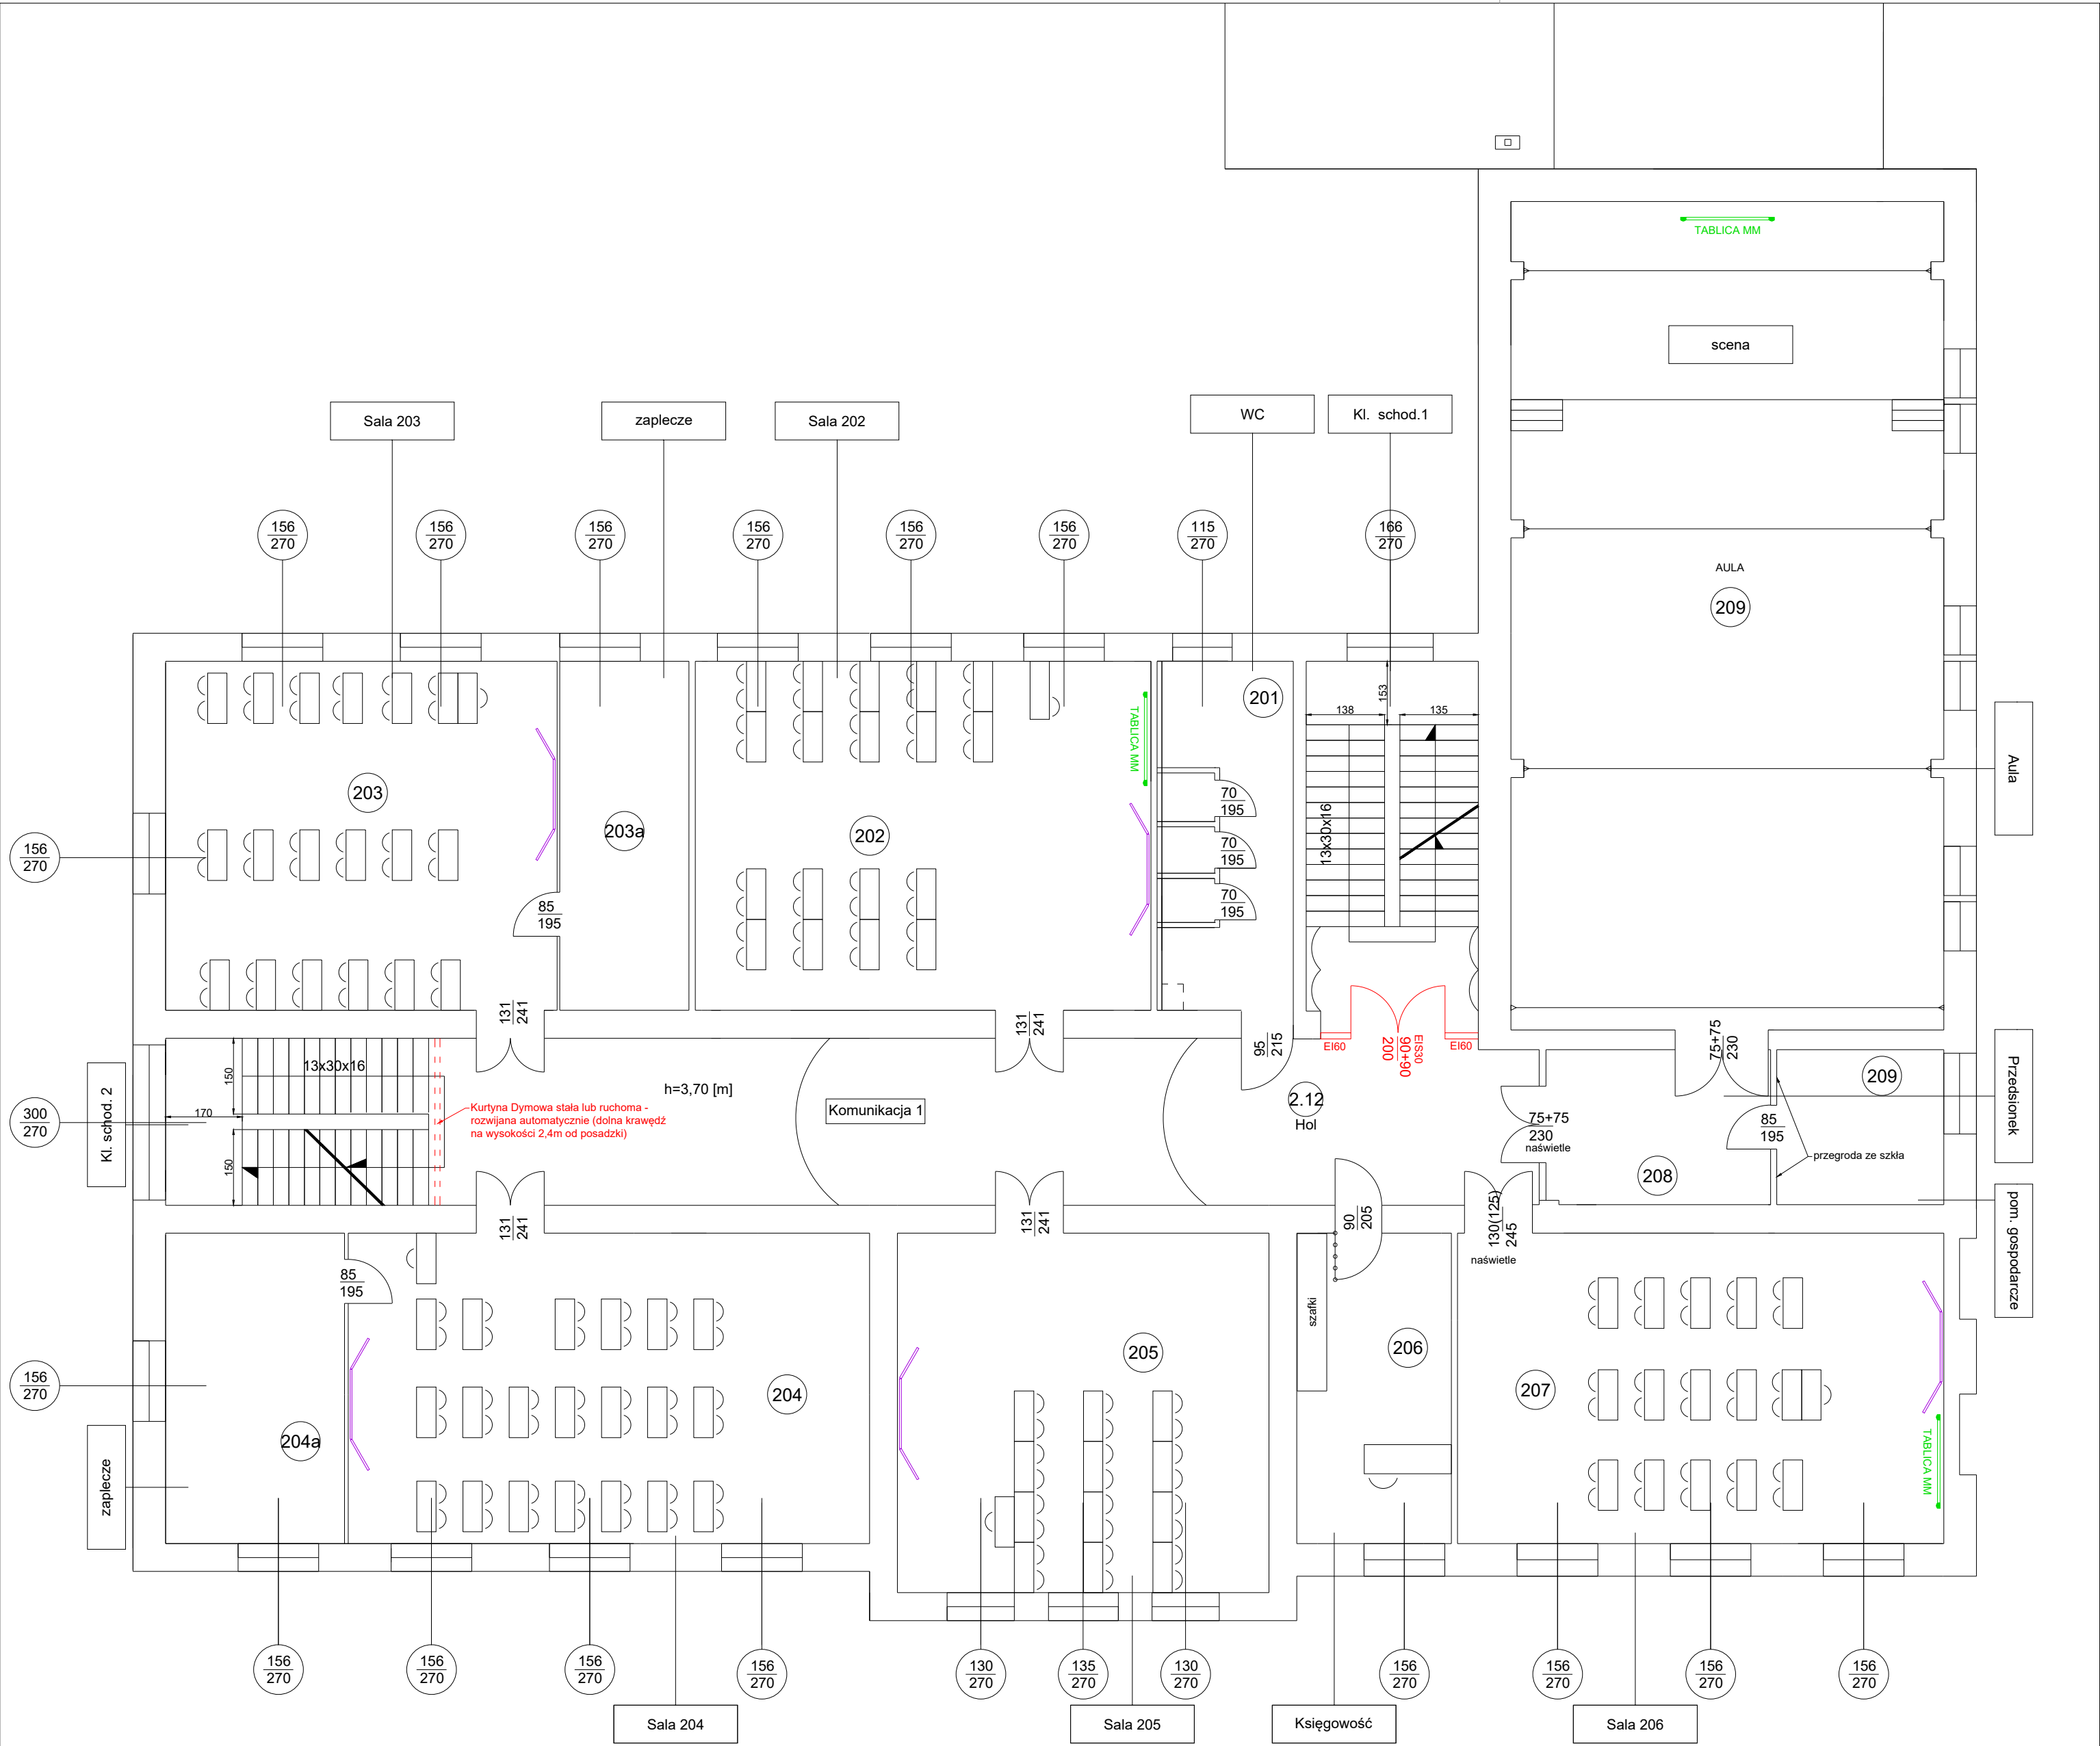 TABLICA MM
scena
Sala 203
zaplecze
Sala 202
WC
Kl. schod.1
156
270
156
270
156
270
156
270
156
270
156
270
115
270
166
270
AULA
209
153
138
135
201
TABLICA MM
Aula
203
203a
202
70
195
70
195
70
195
13x30x16
156
270
85
195
131
241
131
241
95
215
EI60
90+90
200
EIS30
EI60
75+75
230
209
Przedsionek
Kl. schod. 2
300
270
150
170
150
13x30x16
h=3,70 [m]
Kurtyna Dymowa stała lub ruchoma -
rozwijana automatycznie (dolna krawędź
na wysokości 2,4m od posadzki)
Komunikacja 1
2.12
Hol
75+75
230
naświetle
85
195
przegroda ze szkła
208
131
241
131
241
90
205
130(125)
245
naświetle
pom. gospodarcze
85
195
szafki
205
206
207
204
204a
156
270
zaplecze
TABLICA MM
156
270
156
270
156
270
156
270
130
270
135
270
130
270
156
270
156
270
156
270
156
270
Sala 204
Sala 205
Księgowość
Sala 206